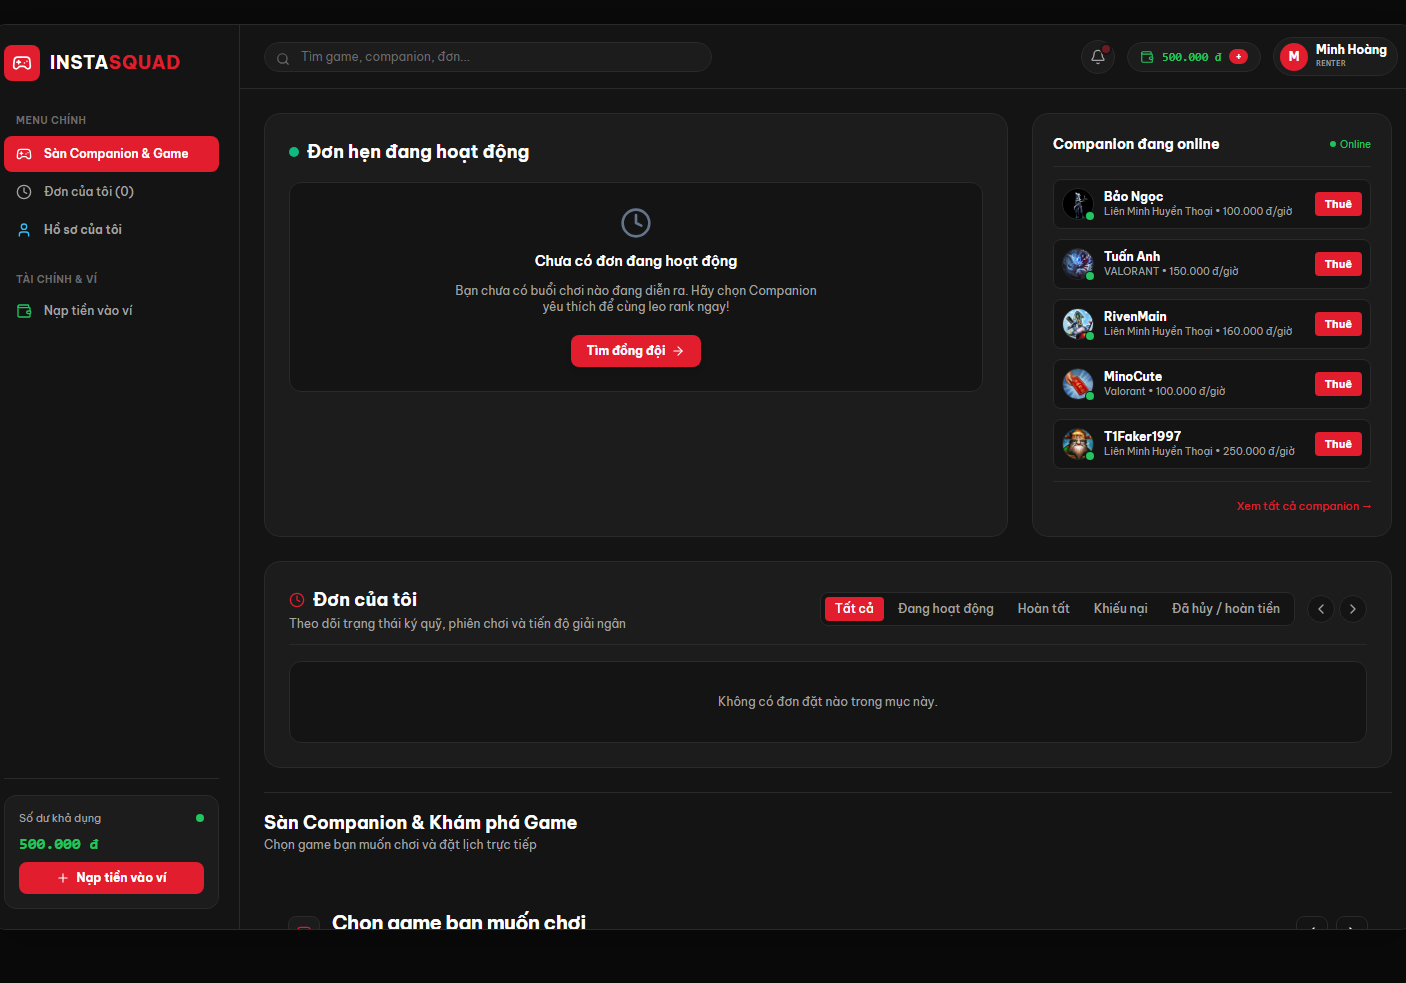 INSTASQUAD
Tìm game, companion, đơn...
500.000 đ
+
M
Minh Hoàng
RENTER
MENU CHÍNH
Sàn Companion & Game
Đơn của tôi (0)
Hồ sơ của tôi
TÀI CHÍNH & VÍ
Nạp tiền vào ví
Số dư khả dụng
500.000 đ
+ Nạp tiền vào ví
Đơn hẹn đang hoạt động
Chưa có đơn đang hoạt động
Bạn chưa có buổi chơi nào đang diễn ra. Hãy chọn Companion
yêu thích để cùng leo rank ngay!
Tìm đồng đội →
Companion đang online
Online
Bảo Ngọc
Liên Minh Huyền Thoại • 100.000 đ/giờ
Thuê
Tuấn Anh
VALORANT • 150.000 đ/giờ
Thuê
RivenMain
Liên Minh Huyền Thoại • 160.000 đ/giờ
Thuê
MinoCute
Valorant • 100.000 đ/giờ
Thuê
T1Faker1997
Liên Minh Huyền Thoại • 250.000 đ/giờ
Thuê
Xem tất cả companion →
Đơn của tôi
Theo dõi trạng thái ký quỹ, phiên chơi và tiến độ giải ngân
Tất cả
Đang hoạt động
Hoàn tất
Khiếu nại
Đã hủy / hoàn tiền
Không có đơn đặt nào trong mục này.
Sàn Companion & Khám phá Game
Chọn game bạn muốn chơi và đặt lịch trực tiếp
Chọn game bạn muốn chơi